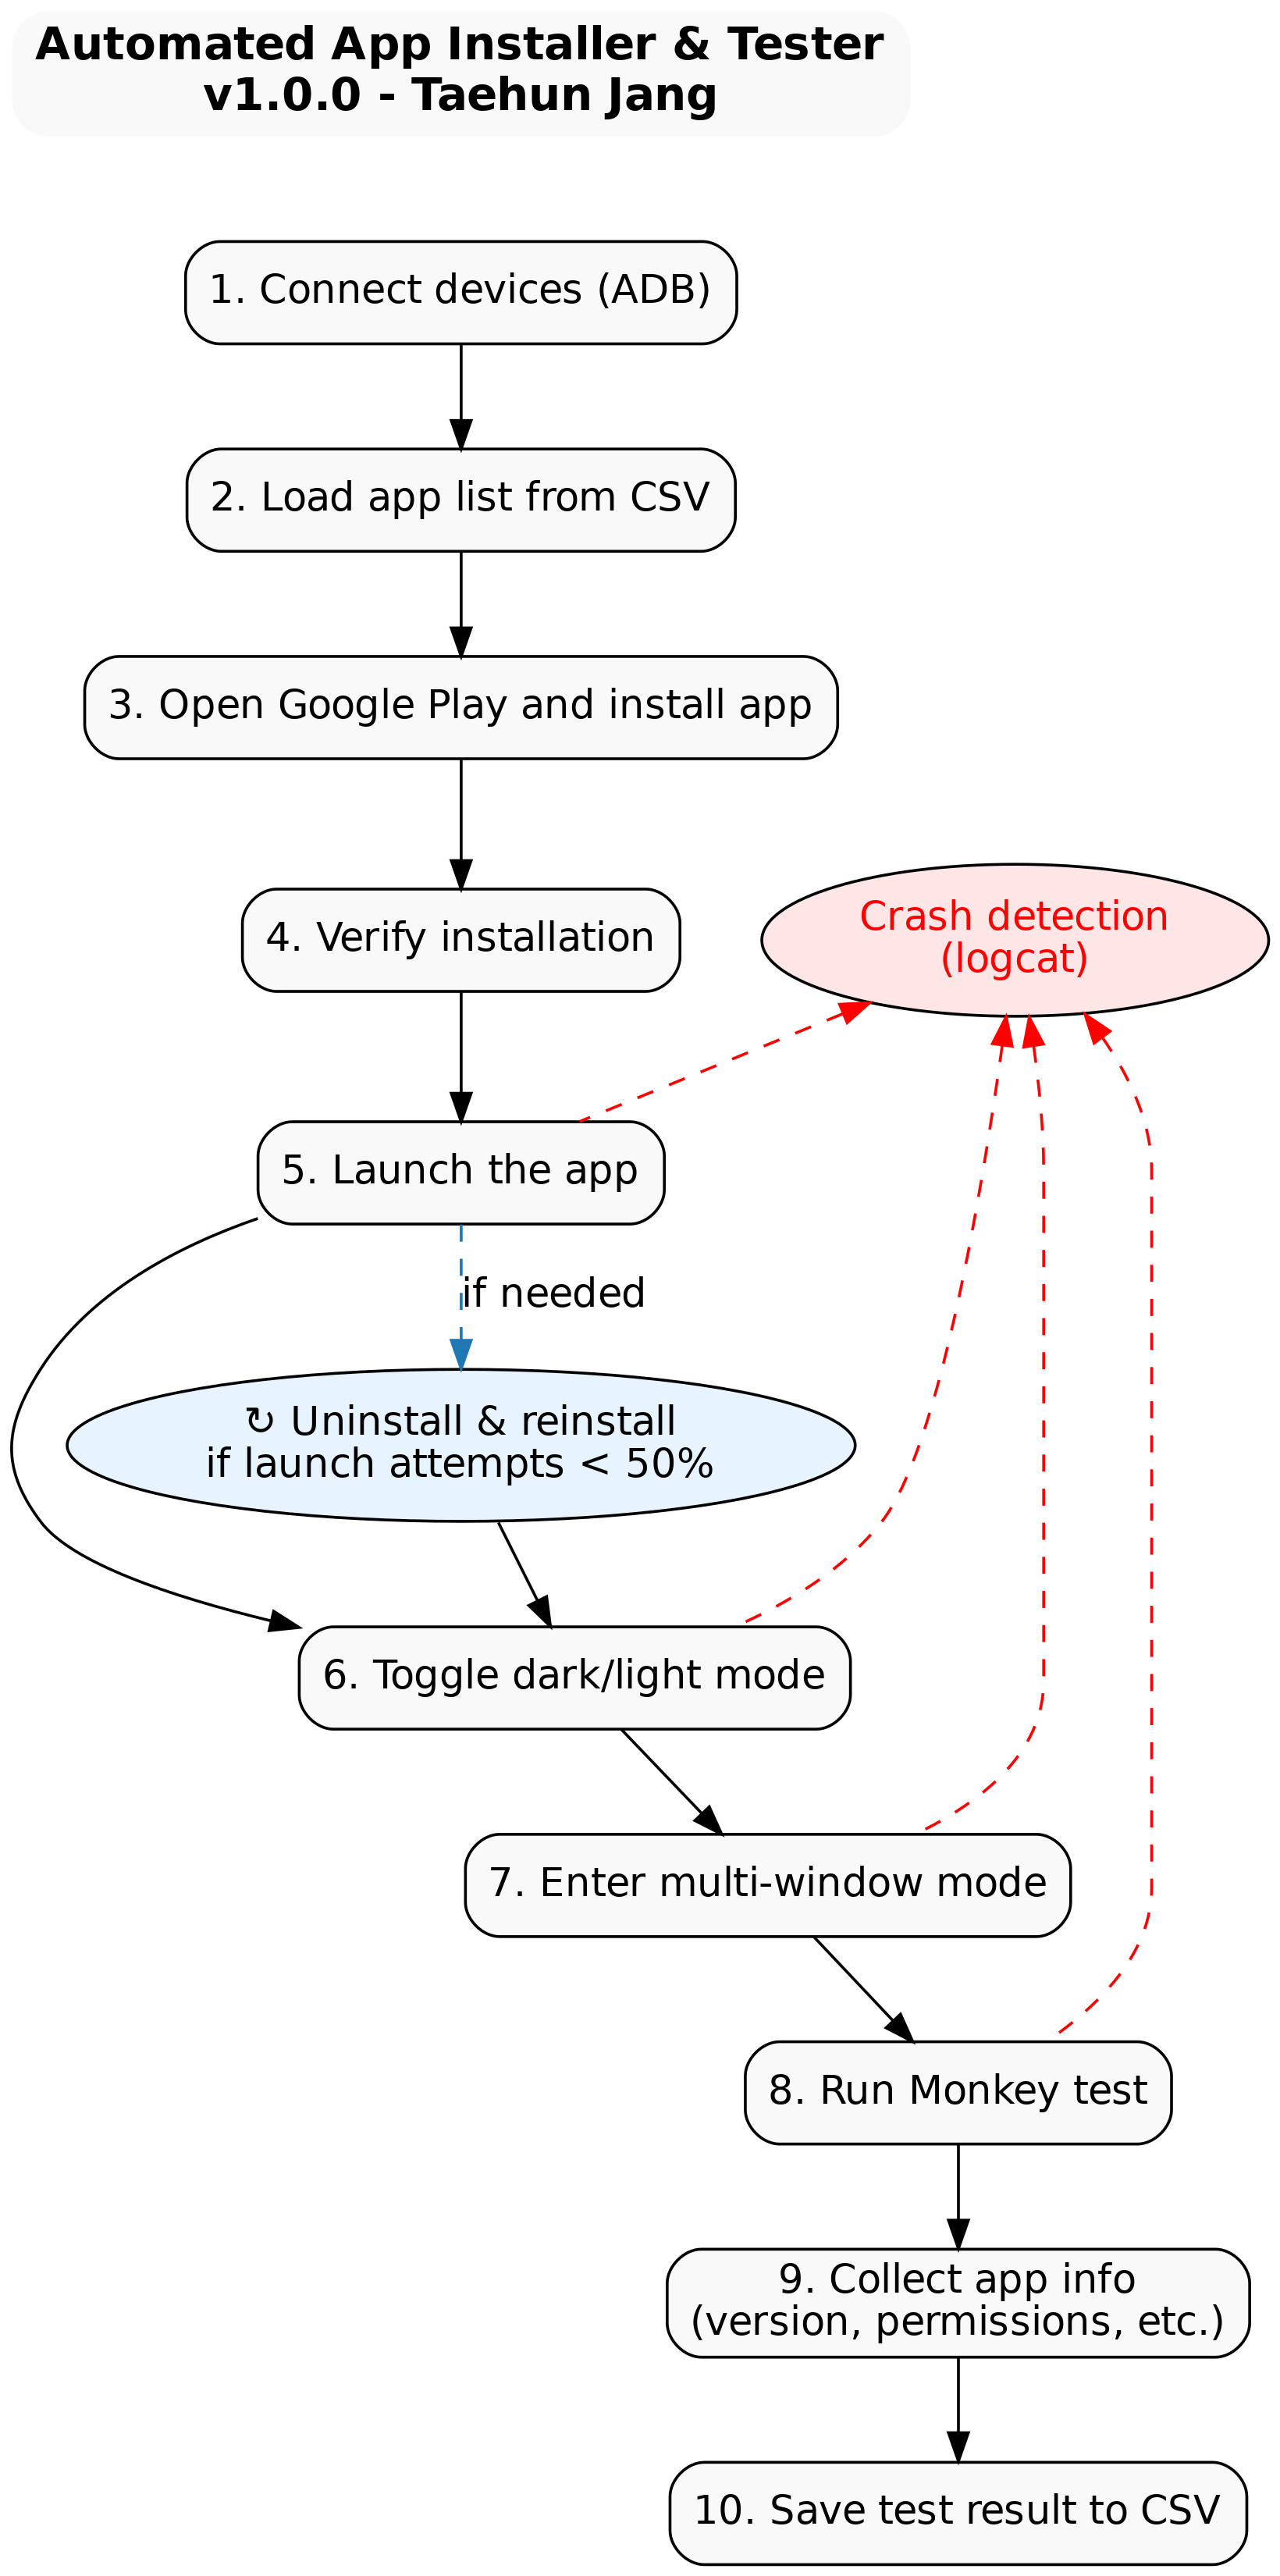 Automated App Installer & Tester
v1.0.0 - Taehun Jang
1. Connect devices (ADB)
2. Load app list from CSV
3. Open Google Play and install app
4. Verify installation
Crash detection
(logcat)
5. Launch the app
if needed
↻ Uninstall & reinstall
if launch attempts < 50%
6. Toggle dark/light mode
7. Enter multi-window mode
8. Run Monkey test
9. Collect app info
(version, permissions, etc.)
10. Save test result to CSV